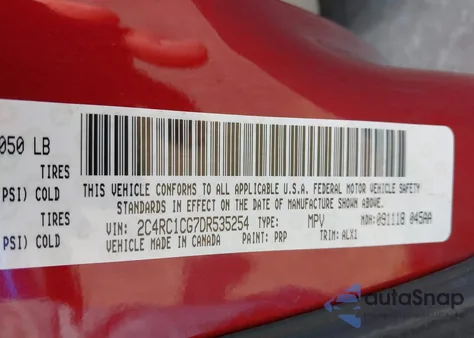 050 LB
TIRES
PSI) COLD
TIRES
PSI) COLD
THIS VEHICLE CONFORMS TO ALL APPLICABLE U.S.A. FEDERAL MOTOR VEHICLE SAFETY
STANDARDS IN EFFECT ON THE DATE OF MANUFACTURE SHOWN ABOVE.
VIN: 2C4RC1CG7DR535254 TYPE: MPV MDH: 091118 045AA
VEHICLE MADE IN CANADA PAINT: PRP TRIM: ALX1
autoSnap